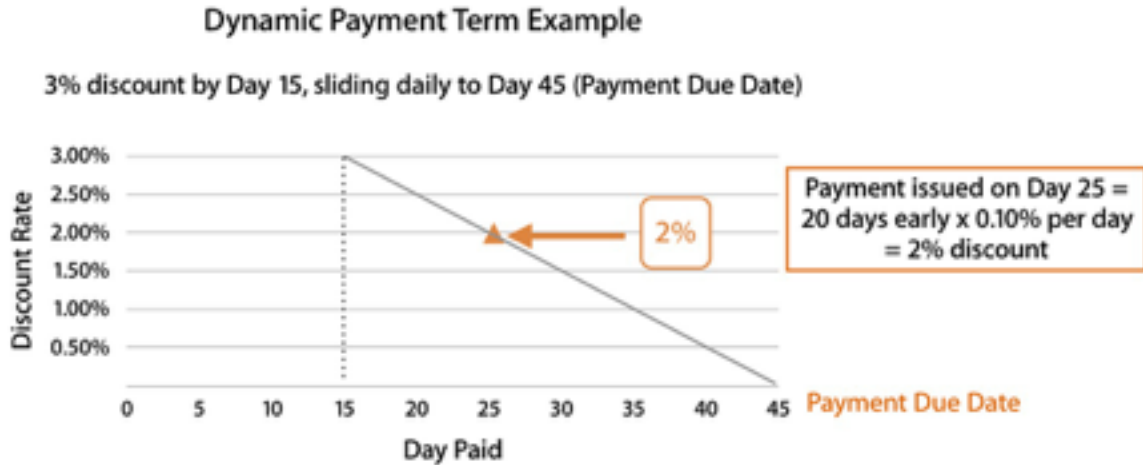 Dynamic Payment Term Example
3% discount by Day 15, sliding daily to Day 45 (Payment Due Date)
3.00%
2.50%
2.00%
1.50%
1.00%
0.50%
Discount Rate
2%
Payment issued on Day 25 =
20 days early x 0.10% per day
= 2% discount
0 5 10 15 20 25 30 35 40 45
Payment Due Date
Day Paid